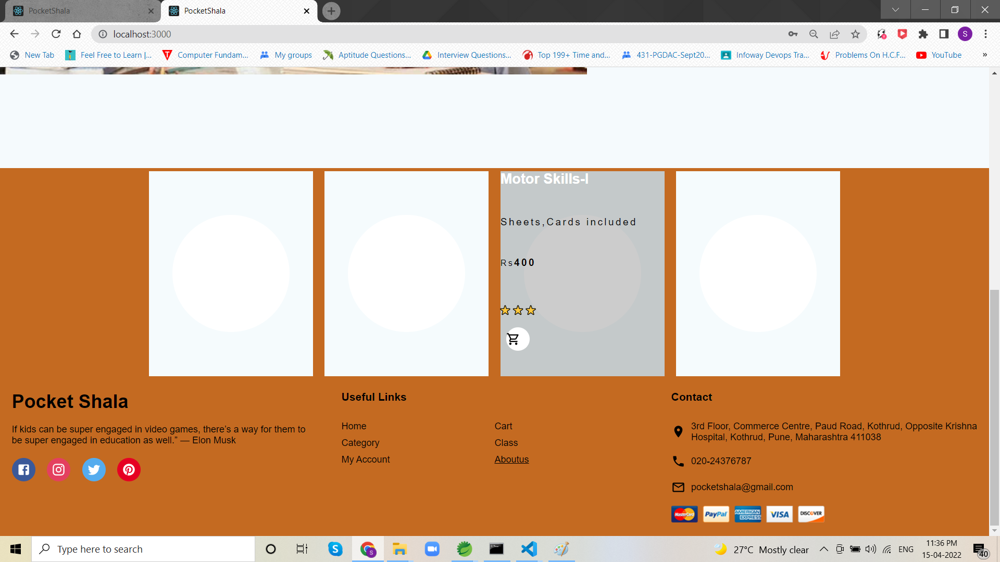 PocketShala
PocketShala
localhost:3000
S
New Tab
Feel Free to Learn |...
Computer Fundam...
My groups
Aptitude Questions...
Interview Questions...
Top 199+ Time and...
431-PGDAC-Sept20...
Infoway Devops Tra...
Problems On H.C.F...
YouTube
»
Motor Skills-I
Sheets,Cards included
Rs400
Pocket Shala
If kids can be super engaged in video games, there’s a way for them to
be super engaged in education as well.” — Elon Musk
Useful Links
Home
Cart
Category
Class
My Account
Aboutus
Contact
3rd Floor, Commerce Centre, Paud Road, Kothrud, Opposite Krishna
Hospital, Kothrud, Pune, Maharashtra 411038
020-24376787
pocketshala@gmail.com
MasterCard
PayPal
AMERICAN EXPRESS
VISA
DISCOVER
Type here to search
27°C Mostly clear
ENG
11:36 PM
15-04-2022
40